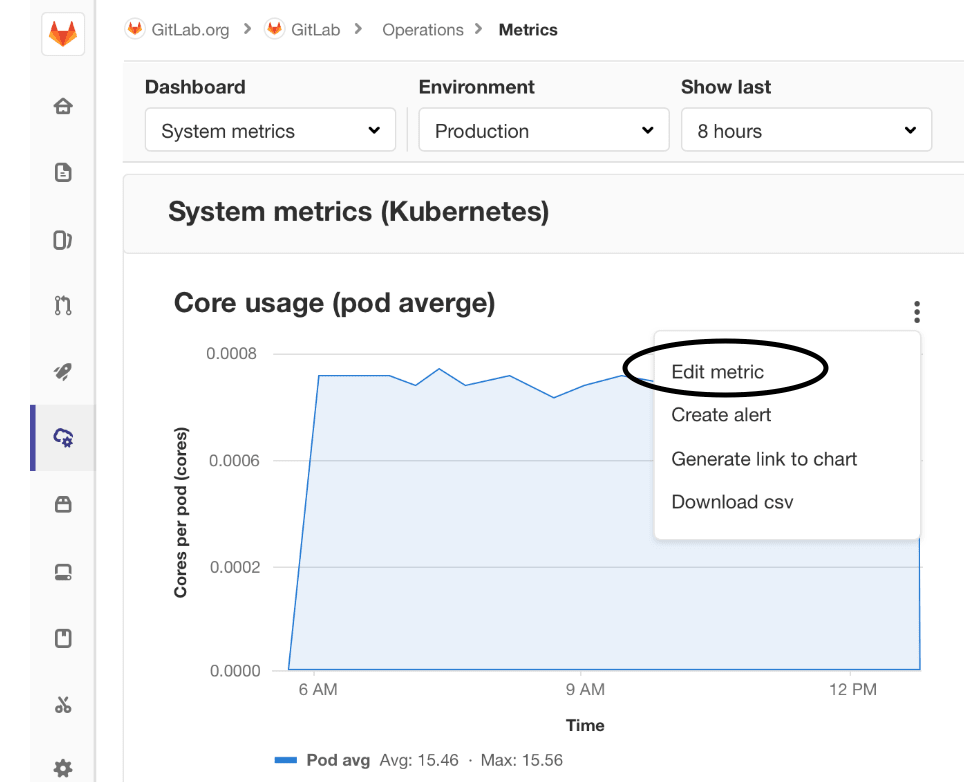 GitLab.org > GitLab > Operations > Metrics
Dashboard Environment Show last
System metrics Production 8 hours
System metrics (Kubernetes)
Core usage (pod averge)
0.0008
0.0006
0.0002
0.0000
Cores per pod (cores)
Edit metric
Create alert
Generate link to chart
Download csv
6 AM 9 AM 12 PM
Time
Pod avg Avg: 15.46 · Max: 15.56